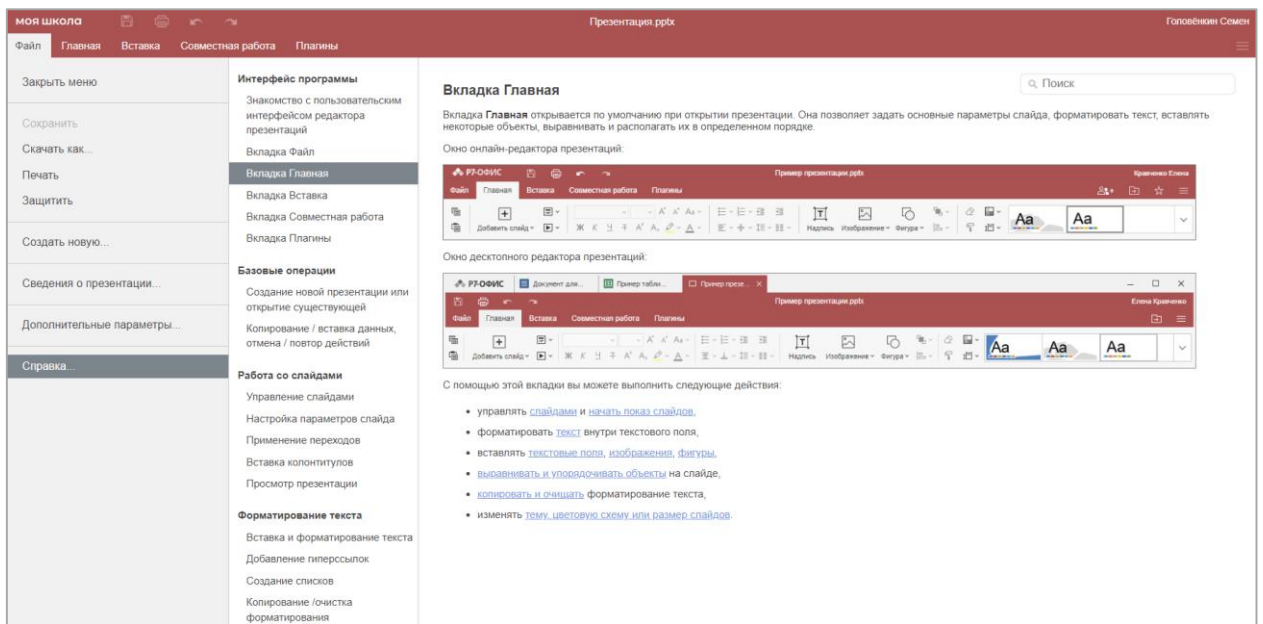 МОЯ ШКОЛА
Презентация.pptx
Головёнкин Семен
Файл Главная Вставка Совместная работа Плагины
Закрыть меню
Сохранить
Скачать как...
Печать
Защитить
Создать новую...
Сведения о презентации...
Дополнительные параметры...
Справка...
Интерфейс программы
Знакомство с пользовательским
интерфейсом редактора
презентаций
Вкладка Файл
Вкладка Главная
Вкладка Вставка
Вкладка Совместная работа
Вкладка Плагины
Базовые операции
Создание новой презентации или
открытие существующей
Копирование / вставка данных,
отмена / повтор действий
Работа со слайдами
Управление слайдами
Настройка параметров слайда
Применение переходов
Вставка колонтитулов
Просмотр презентации
Форматирование текста
Вставка и форматирование текста
Добавление гиперссылок
Создание списков
Копирование /очистка
форматирования
Поиск
Вкладка Главная
Вкладка Главная открывается по умолчанию при открытии презентации. Она позволяет задать основные параметры слайда, форматировать текст, вставлять
некоторые объекты, выравнивать и располагать их в определенном порядке.
Окно онлайн-редактора презентаций:
Р7-ОФИС Пример презентации.pptx Кравченко Елена
Файл Главная Вставка Совместная работа Плагины
Добавить слайд Ж К Ч Т Надпись Изображение Фигура Aa Aa
Окно десктопного редактора презентаций:
Р7-ОФИС Документ для... Пример табли... Пример презе...
Пример презентации.pptx Елена Кравченко
Файл Главная Вставка Совместная работа Плагины
Добавить слайд Ж К Ч Т Надпись Изображение Фигура Aa Aa Aa
С помощью этой вкладки вы можете выполнить следующие действия:
• управлять слайдами и начать показ слайдов,
• форматировать текст внутри текстового поля,
• вставлять текстовые поля, изображения, фигуры,
• выравнивать и упорядочивать объекты на слайде,
• копировать и очищать форматирование текста,
• изменять тему, цветовую схему или размер слайдов.